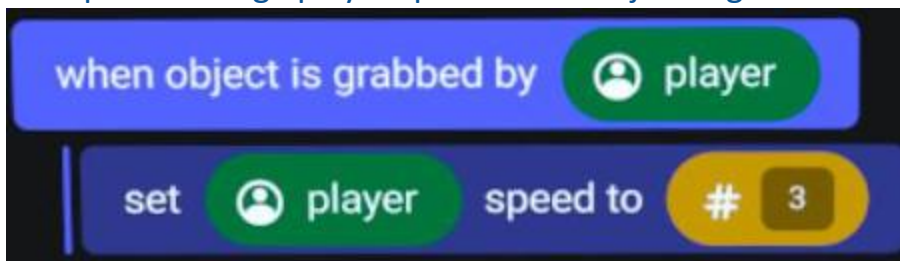 when object is grabbed by player
set player speed to # 3